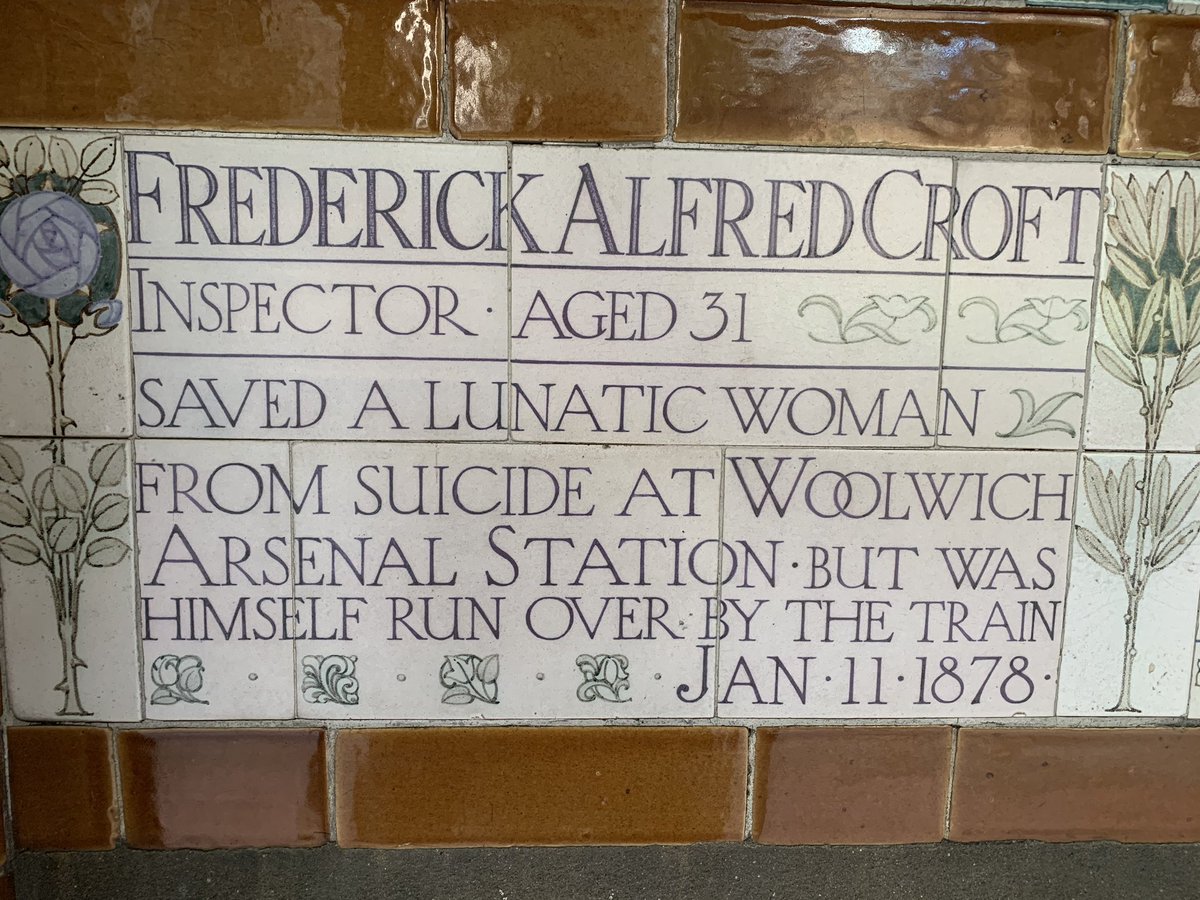 FREDERICK ALFRED CROFT
INSPECTOR · AGED 31
SAVED A LUNATIC WOMAN
FROM SUICIDE AT WOOLWICH
ARSENAL STATION · BUT WAS
HIMSELF RUN OVER BY THE TRAIN
JAN · 11 · 1878 ·